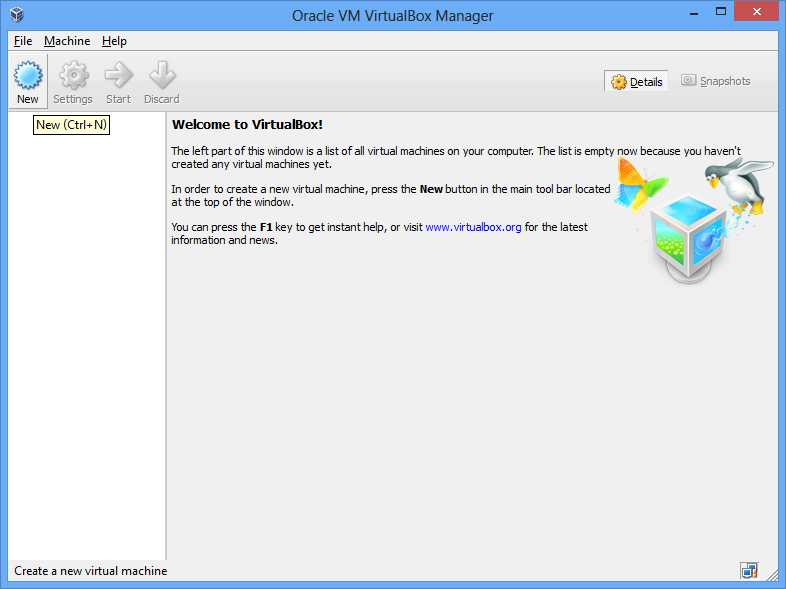 Oracle VM VirtualBox Manager
File Machine Help
New Settings Start Discard Details Snapshots
New (Ctrl+N)
Welcome to VirtualBox!
The left part of this window is a list of all virtual machines on your computer. The list is empty now because you haven't
created any virtual machines yet.
In order to create a new virtual machine, press the New button in the main tool bar located
at the top of the window.
You can press the F1 key to get instant help, or visit www.virtualbox.org for the latest
information and news.
Create a new virtual machine